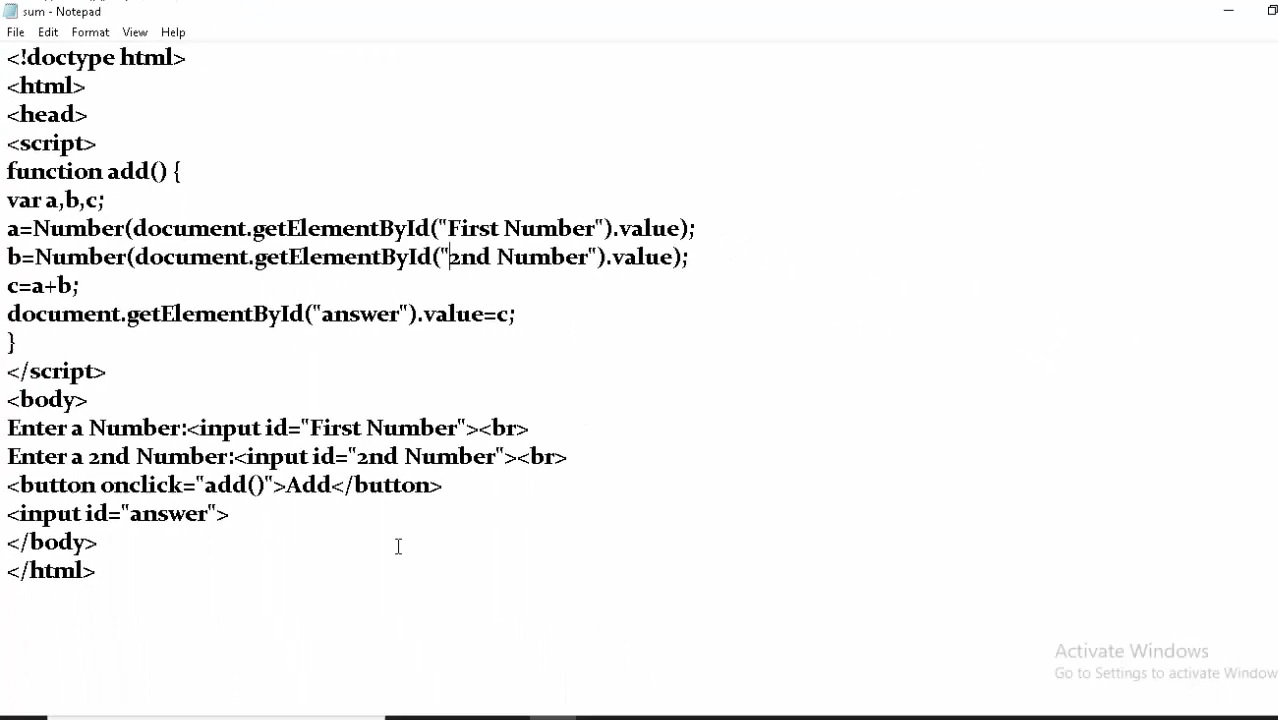 sum - Notepad
File Edit Format View Help
<!doctype html>
<html>
<head>
<script>
function add() {
var a,b,c;
a=Number(document.getElementById("First Number").value);
b=Number(document.getElementById("2nd Number").value);
c=a+b;
document.getElementById("answer").value=c;
}
</script>
<body>
Enter a Number:<input id="First Number"><br>
Enter a 2nd Number:<input id="2nd Number"><br>
<button onclick="add()">Add</button>
<input id="answer">
</body>
</html>
Activate Windows
Go to Settings to activate Window